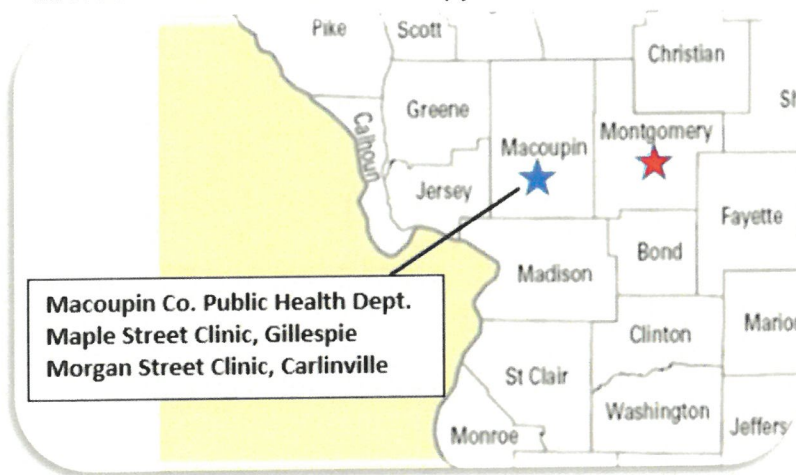 Pike
Scott
Christian
Greene
Calhoun
Macoupin
Montgomery
Jersey
Fayette
Bond
Madison
Macoupin Co. Public Health Dept.
Maple Street Clinic, Gillespie
Morgan Street Clinic, Carlinville
Clinton
St Clair
Washington
Monroe